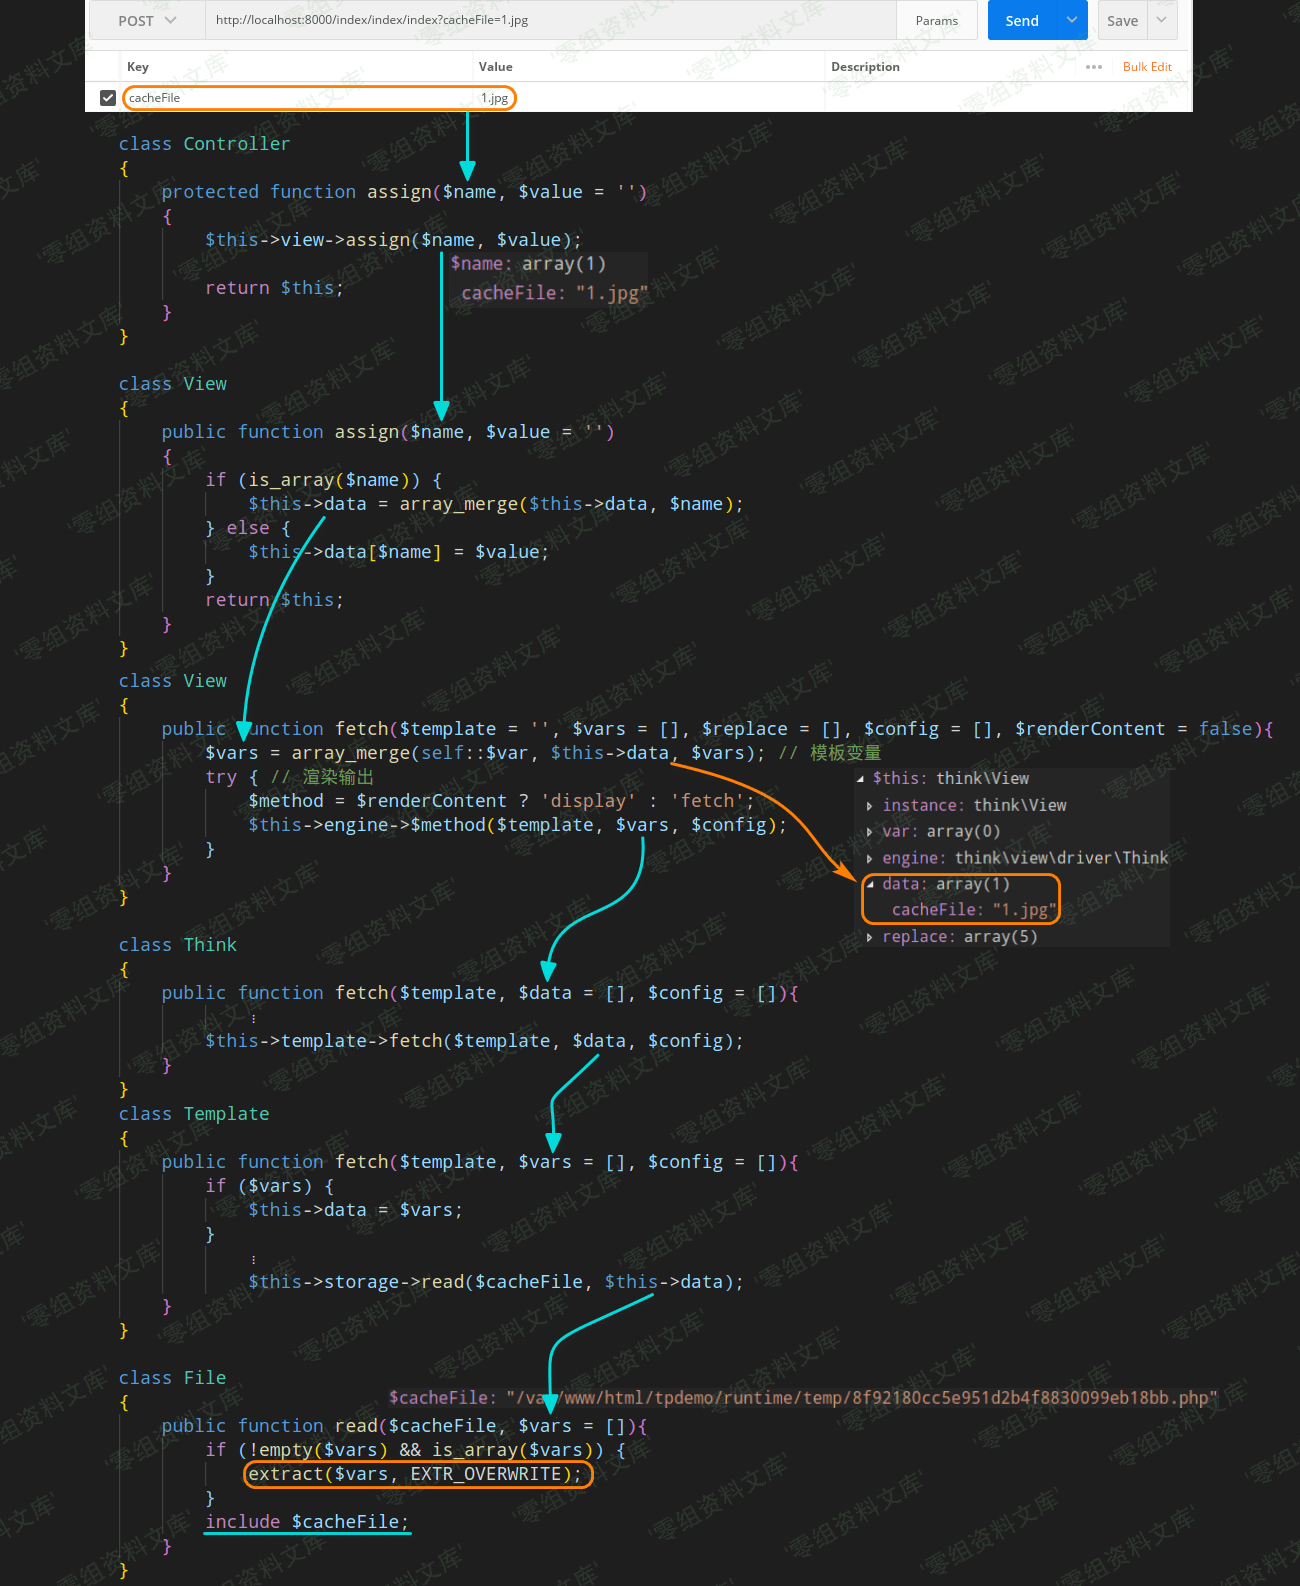 POST
http://localhost:8000/index/index/index?cacheFile=1.jpg
Params
Send
Save
Key
Value
Description
•••
Bulk Edit
cacheFile
1.jpg
class Controller
{
protected function assign($name, $value = '')
{
$this->view->assign($name, $value);
$name: array(1)
cacheFile: "1.jpg"
return $this;
}
}
class View
{
public function assign($name, $value = '')
{
if (is_array($name)) {
$this->data = array_merge($this->data, $name);
} else {
$this->data[$name] = $value;
}
return $this;
}
}
class View
{
public function fetch($template = '', $vars = [], $replace = [], $config = [], $renderContent = false){
$vars = array_merge(self::$var, $this->data, $vars); // 模板变量
try { // 渲染输出
$method = $renderContent ? 'display' : 'fetch';
$this->engine->$method($template, $vars, $config);
}
}
}
$this: think\View
instance: think\View
var: array(0)
engine: think\view\driver\Think
data: array(1)
cacheFile: "1.jpg"
replace: array(5)
class Think
{
public function fetch($template, $data = [], $config = []){
⋮
$this->template->fetch($template, $data, $config);
}
}
class Template
{
public function fetch($template, $vars = [], $config = []){
if ($vars) {
$this->data = $vars;
}
⋮
$this->storage->read($cacheFile, $this->data);
}
}
class File
$cacheFile: "/var/www/html/tpdemo/runtime/temp/8f92180cc5e951d2b4f8830099eb18bb.php"
{
public function read($cacheFile, $vars = []){
if (!empty($vars) && is_array($vars)) {
extract($vars, EXTR_OVERWRITE);
}
include $cacheFile;
}
}
'零组资料文库'